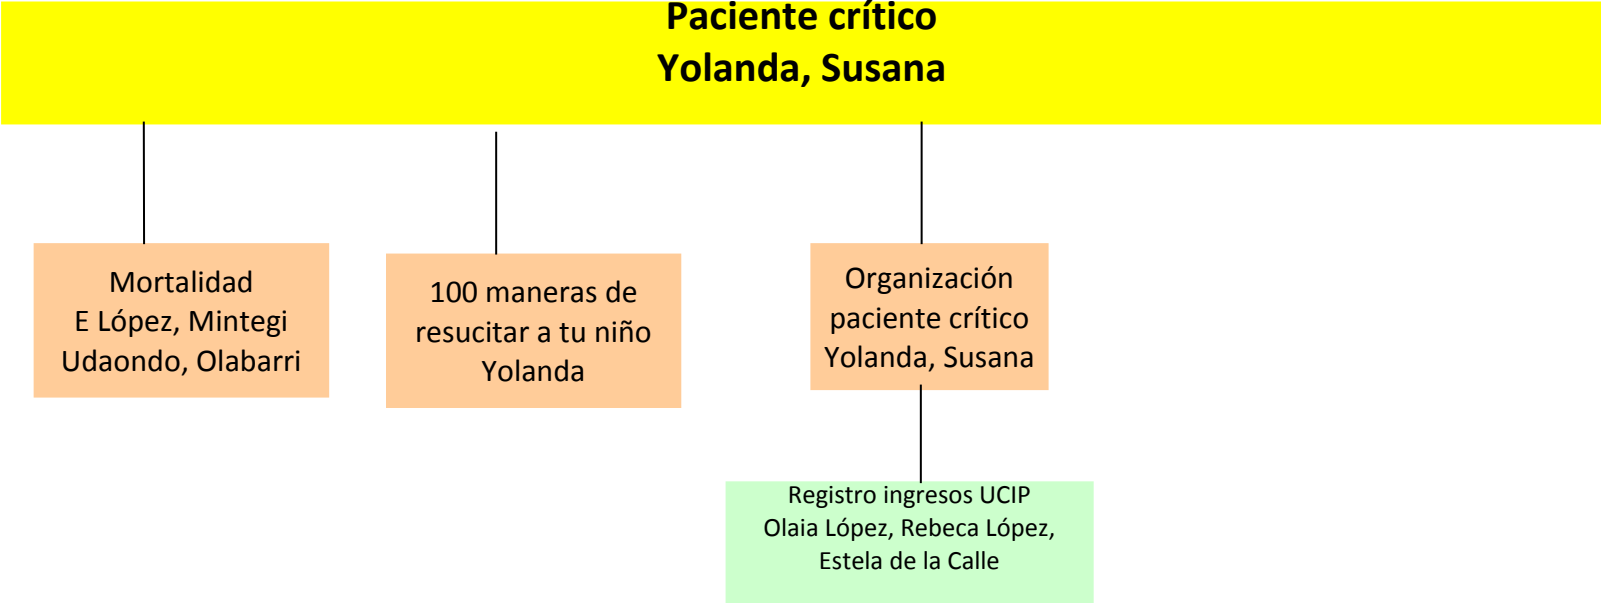 Paciente crítico
Yolanda, Susana
Mortalidad
E López, Mintegi
Udaondo, Olabarri
100 maneras de
resucitar a tu niño
Yolanda
Organización
paciente crítico
Yolanda, Susana
Registro ingresos UCIP
Olaia López, Rebeca López,
Estela de la Calle